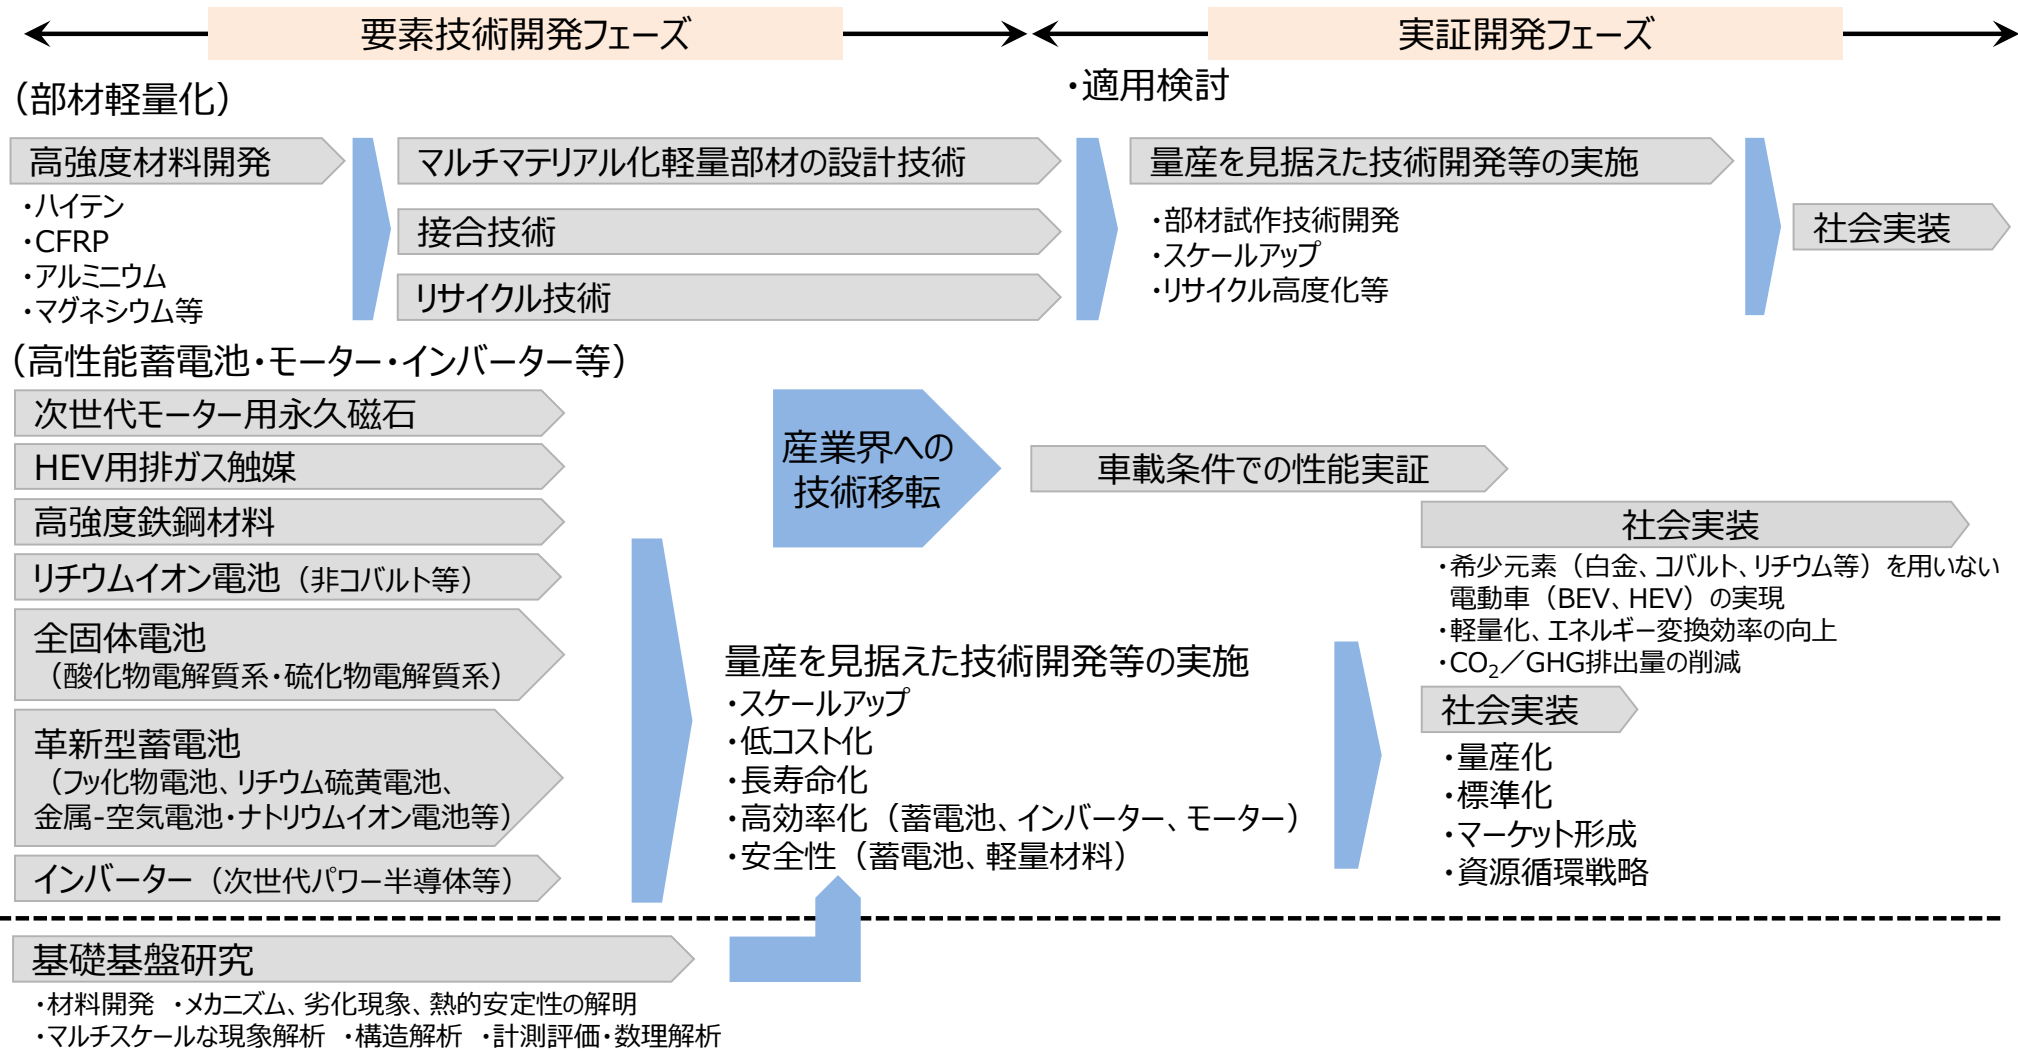 要素技術開発フェーズ
実証開発フェーズ
（部材軽量化）
・適用検討
高強度材料開発
・ハイテン
・CFRP
・アルミニウム
・マグネシウム等
マルチマテリアル化軽量部材の設計技術
接合技術
リサイクル技術
量産を見据えた技術開発等の実施
・部材試作技術開発
・スケールアップ
・リサイクル高度化等
社会実装
（高性能蓄電池・モーター・インバーター等）
次世代モーター用永久磁石
HEV用排ガス触媒
高強度鉄鋼材料
リチウムイオン電池（非コバルト等）
全固体電池
（酸化物電解質系・硫化物電解質系）
革新型蓄電池
（フッ化物電池、リチウム硫黄電池、
金属-空気電池・ナトリウムイオン電池等）
インバーター（次世代パワー半導体等）
産業界への
技術移転
車載条件での性能実証
量産を見据えた技術開発等の実施
・スケールアップ
・低コスト化
・長寿命化
・高効率化（蓄電池、インバーター、モーター）
・安全性（蓄電池、軽量材料）
社会実装
・希少元素（白金、コバルト、リチウム等）を用いない
電動車（BEV、HEV）の実現
・軽量化、エネルギー変換効率の向上
・CO₂／GHG排出量の削減
社会実装
・量産化
・標準化
・マーケット形成
・資源循環戦略
基礎基盤研究
・材料開発 ・メカニズム、劣化現象、熱的安定性の解明
・マルチスケールな現象解析 ・構造解析 ・計測評価・数理解析